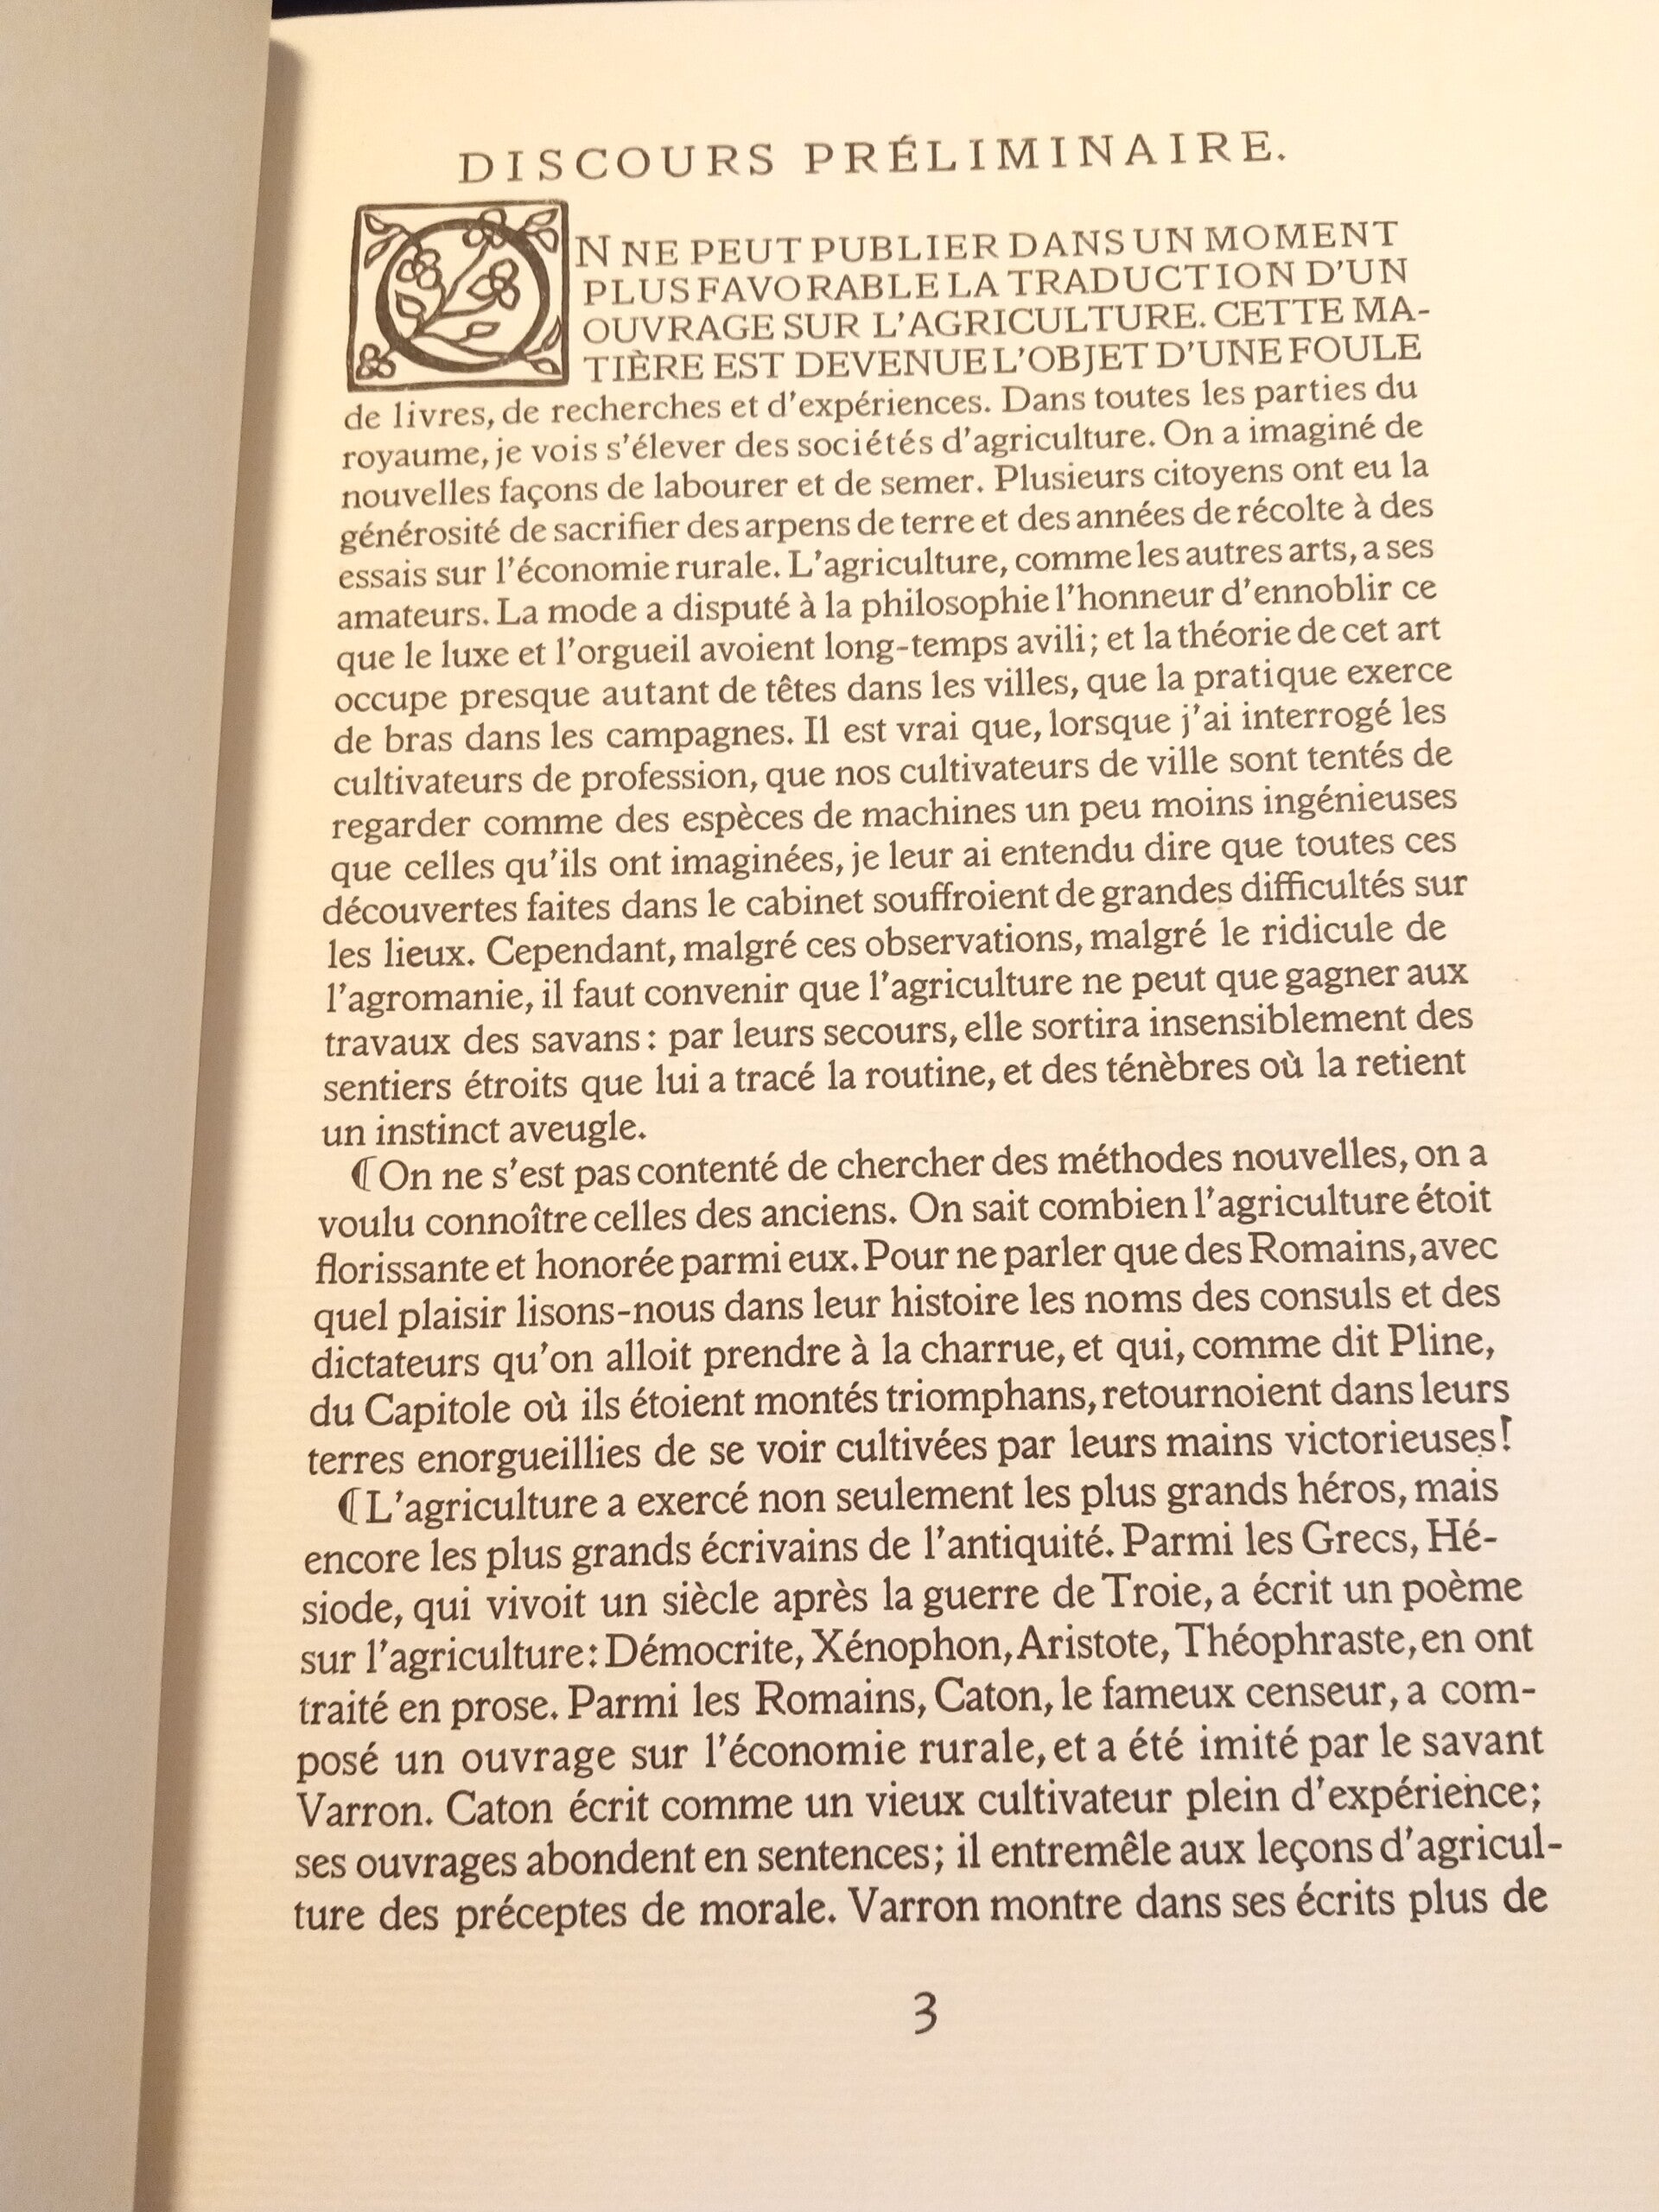 DISCOURS PRÉLIMINAIRE.
ON NE PEUT PUBLIER DANS UN MOMENT
PLUS FAVORABLE LA TRADUCTION D'UN
OUVRAGE SUR L'AGRICULTURE. CETTE MA-
TIÈRE EST DEVENUE L'OBJET D'UNE FOULE
de livres, de recherches et d'expériences. Dans toutes les parties du
royaume, je vois s'élever des sociétés d'agriculture. On a imaginé de
nouvelles façons de labourer et de semer. Plusieurs citoyens ont eu la
générosité de sacrifier des arpens de terre et des années de récolte à des
essais sur l'économie rurale. L'agriculture, comme les autres arts, a ses
amateurs. La mode a disputé à la philosophie l'honneur d'ennoblir ce
que le luxe et l'orgueil avoient long-temps avili; et la théorie de cet art
occupe presque autant de têtes dans les villes, que la pratique exerce
de bras dans les campagnes. Il est vrai que, lorsque j'ai interrogé les
cultivateurs de profession, que nos cultivateurs de ville sont tentés de
regarder comme des espèces de machines un peu moins ingénieuses
que celles qu'ils ont imaginées, je leur ai entendu dire que toutes ces
découvertes faites dans le cabinet souffroient de grandes difficultés sur
les lieux. Cependant, malgré ces observations, malgré le ridicule de
l'agromanie, il faut convenir que l'agriculture ne peut que gagner aux
travaux des savans: par leurs secours, elle sortira insensiblement des
sentiers étroits que lui a tracé la routine, et des ténèbres où la retient
un instinct aveugle.
⸿On ne s'est pas contenté de chercher des méthodes nouvelles, on a
voulu connoître celles des anciens. On sait combien l'agriculture étoit
florissante et honorée parmi eux. Pour ne parler que des Romains, avec
quel plaisir lisons-nous dans leur histoire les noms des consuls et des
dictateurs qu'on alloit prendre à la charrue, et qui, comme dit Pline,
du Capitole où ils étoient montés triomphans, retournoient dans leurs
terres enorgueillies de se voir cultivées par leurs mains victorieuses!
⸿L'agriculture a exercé non seulement les plus grands héros, mais
encore les plus grands écrivains de l'antiquité. Parmi les Grecs, Hé-
siode, qui vivoit un siècle après la guerre de Troie, a écrit un poème
sur l'agriculture: Démocrite, Xénophon, Aristote, Théophraste, en ont
traité en prose. Parmi les Romains, Caton, le fameux censeur, a com-
posé un ouvrage sur l'économie rurale, et a été imité par le savant
Varron. Caton écrit comme un vieux cultivateur plein d'expérience;
ses ouvrages abondent en sentences; il entremêle aux leçons d'agricul-
ture des préceptes de morale. Varron montre dans ses écrits plus de
3